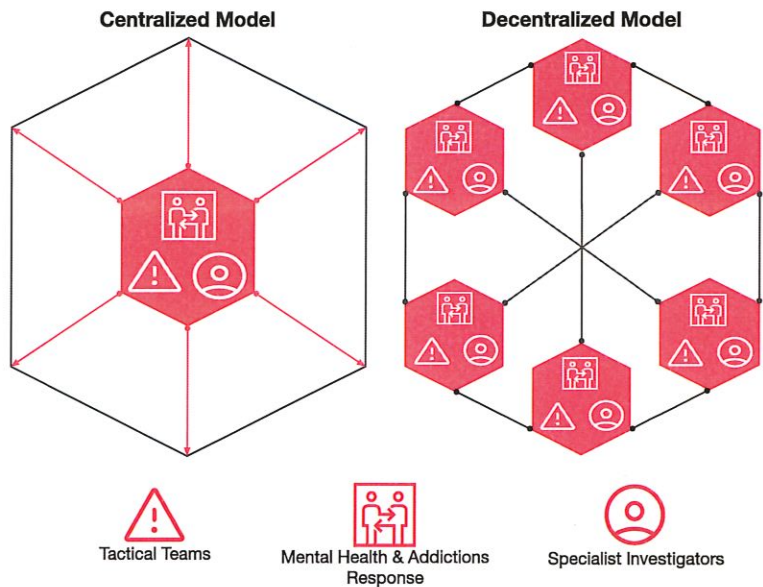 Centralized Model
Decentralized Model
Tactical Teams
Mental Health & Addictions
Response
Specialist Investigators